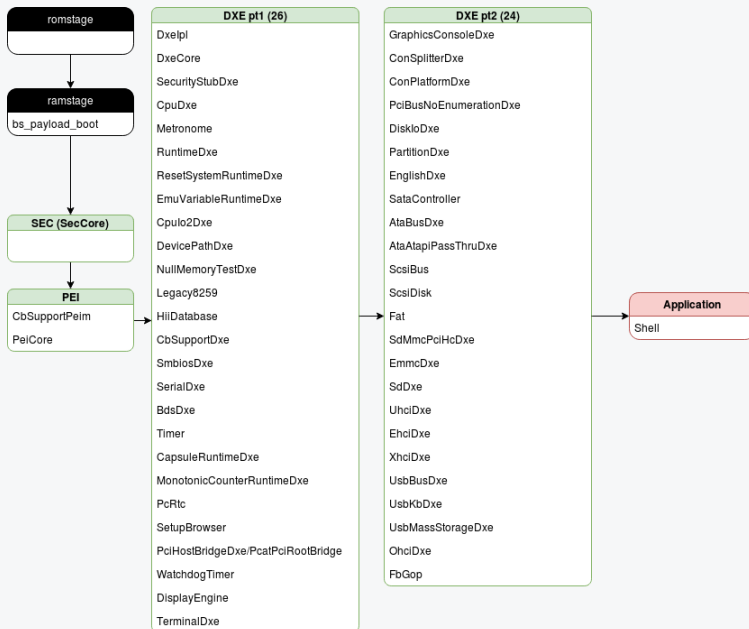 romstage
ramstage
bs_payload_boot
SEC (SecCore)
PEI
CbSupportPeim
PeiCore
DXE pt1 (26)
DxeIpl
DxeCore
SecurityStubDxe
CpuDxe
Metronome
RuntimeDxe
ResetSystemRuntimeDxe
EmuVariableRuntimeDxe
CpuIo2Dxe
DevicePathDxe
NullMemoryTestDxe
Legacy8259
HiiDatabase
CbSupportDxe
SmbiosDxe
SerialDxe
BdsDxe
Timer
CapsuleRuntimeDxe
MonotonicCounterRuntimeDxe
PcRtc
SetupBrowser
PciHostBridgeDxe/PcatPciRootBridge
WatchdogTimer
DisplayEngine
TerminalDxe
DXE pt2 (24)
GraphicsConsoleDxe
ConSplitterDxe
ConPlatformDxe
PciBusNoEnumerationDxe
DiskIoDxe
PartitionDxe
EnglishDxe
SataController
AtaBusDxe
AtaAtapiPassThruDxe
ScsiBus
ScsiDisk
Fat
SdMmcPciHcDxe
EmmcDxe
SdDxe
UhciDxe
EhciDxe
XhciDxe
UsbBusDxe
UsbKbDxe
UsbMassStorageDxe
OhciDxe
FbGop
Application
Shell